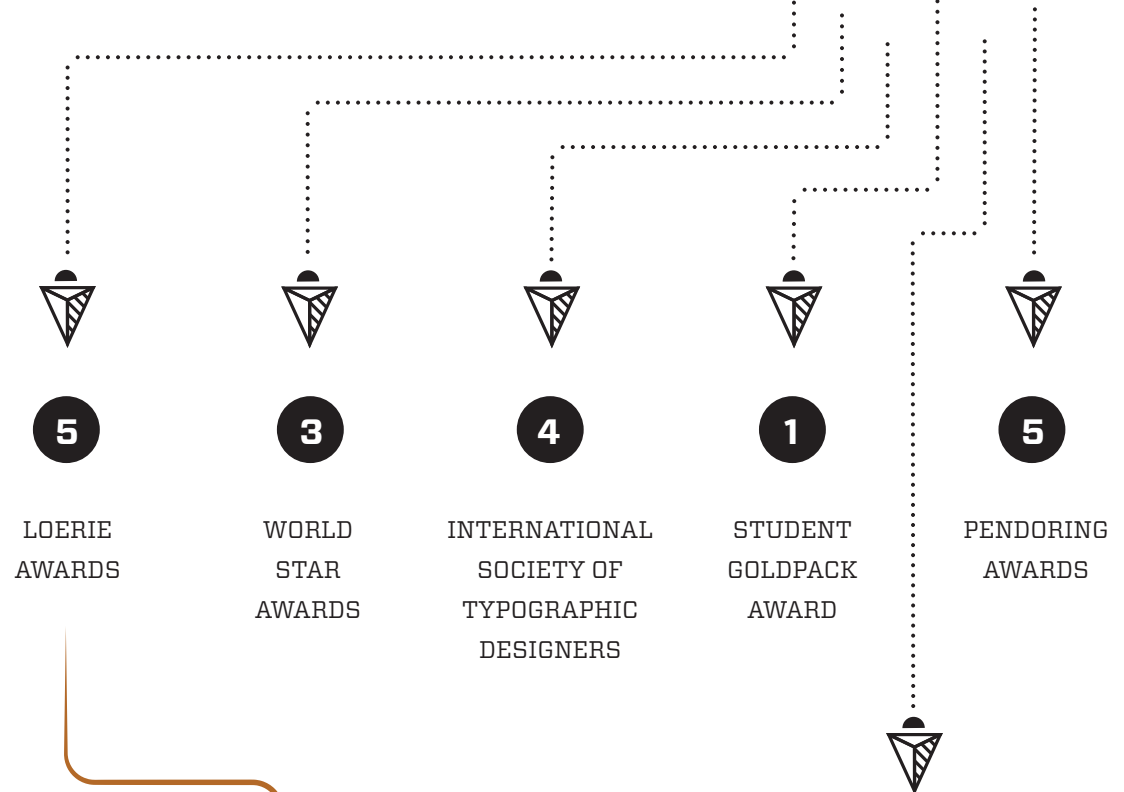 5
LOERIE
AWARDS
3
WORLD
STAR
AWARDS
4
INTERNATIONAL
SOCIETY OF
TYPOGRAPHIC
DESIGNERS
1
STUDENT
GOLDPACK
AWARD
5
PENDORING
AWARDS